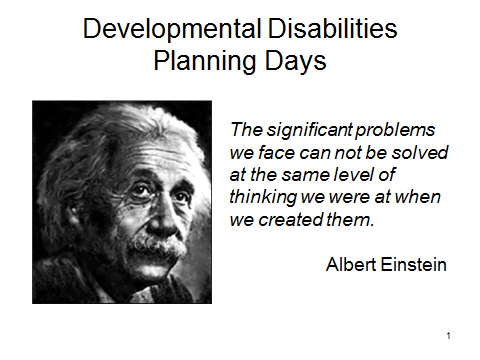 Developmental Disabilities
Planning Days
The significant problems
we face can not be solved
at the same level of
thinking we were at when
we created them.
Albert Einstein
1